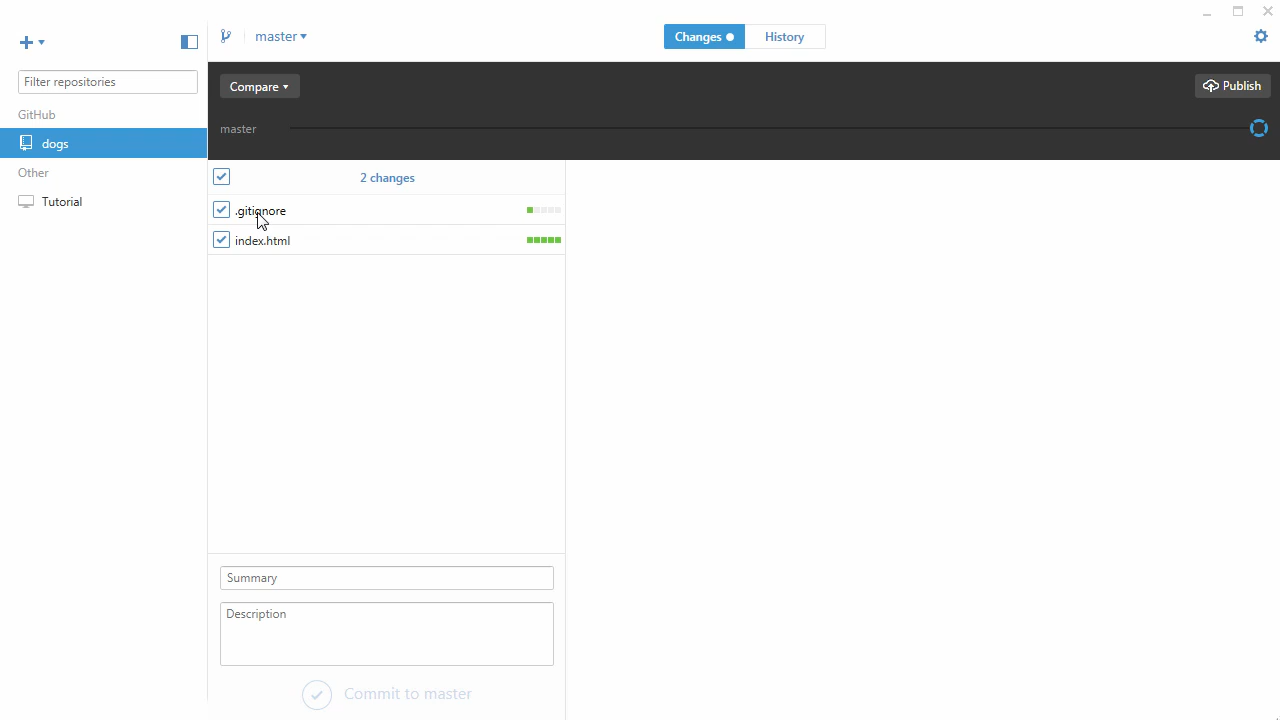 master
Changes
History
Filter repositories
GitHub
dogs
Other
Tutorial
Compare
Publish
master
2 changes
.gitignore
index.html
Summary
Description
Commit to master